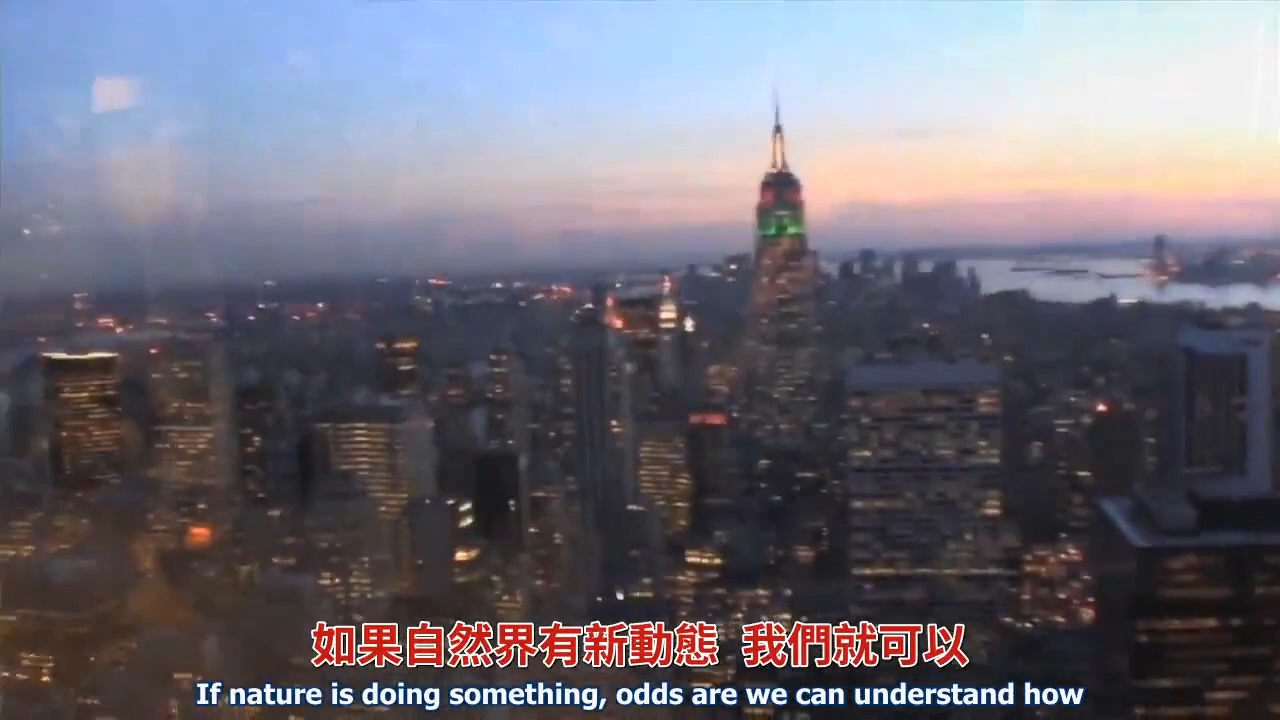 如果自然界有新動態 我們就可以
If nature is doing something, odds are we can understand how